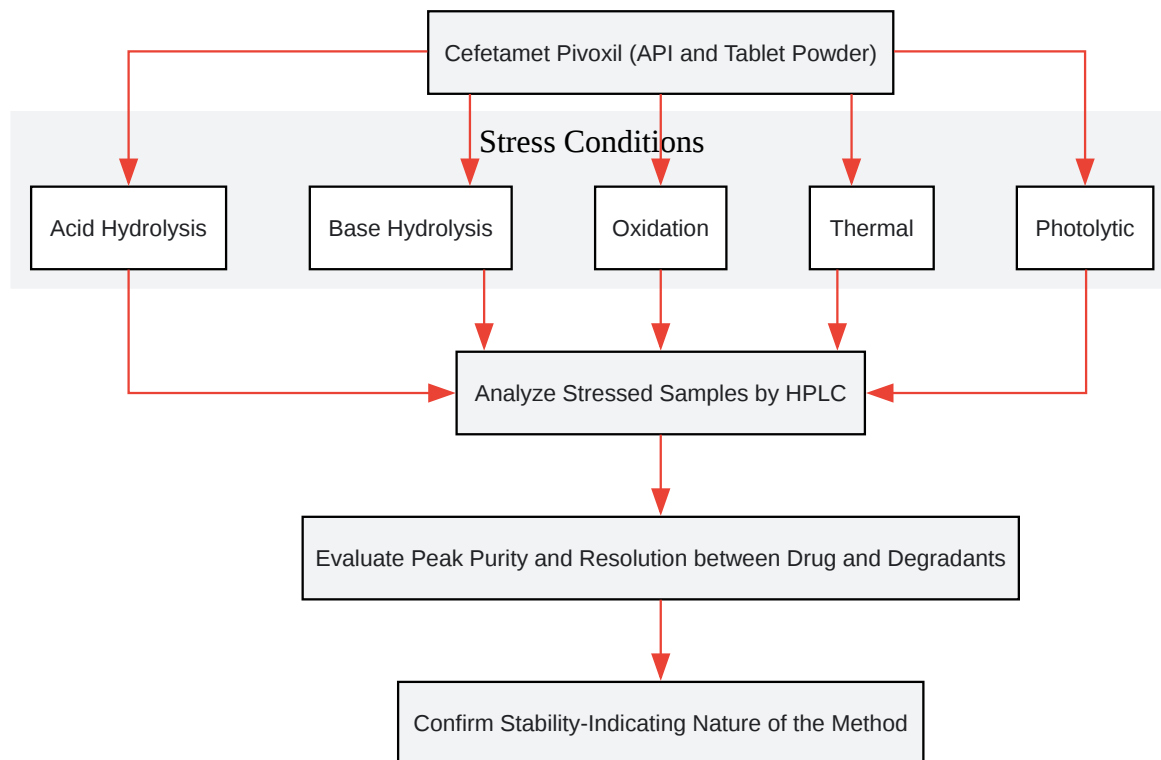 Cefetamet Pivoxil (API and Tablet Powder)
Stress Conditions
Acid Hydrolysis
Base Hydrolysis
Oxidation
Thermal
Photolytic
Analyze Stressed Samples by HPLC
Evaluate Peak Purity and Resolution between Drug and Degradants
Confirm Stability-Indicating Nature of the Method